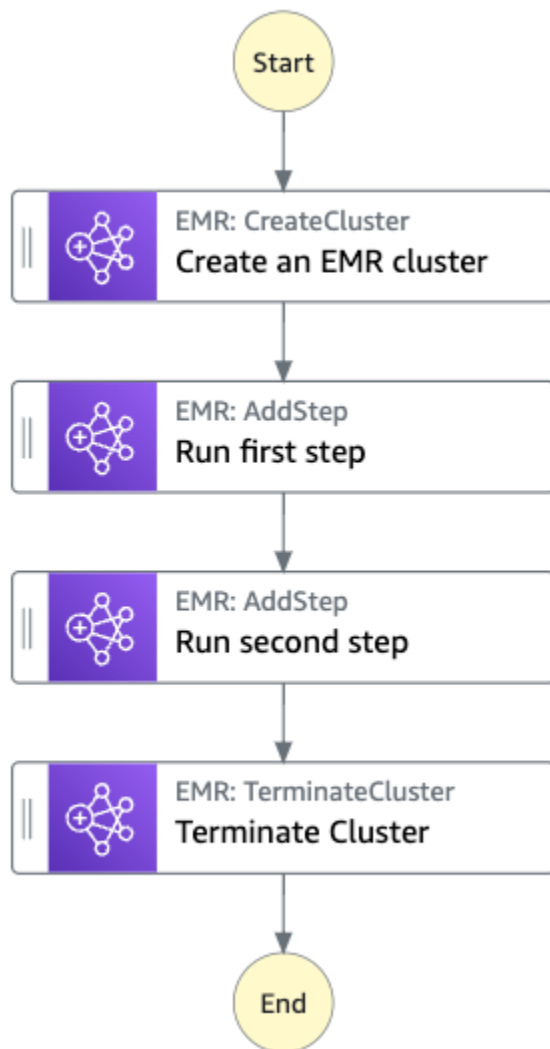 Start
EMR: CreateCluster
Create an EMR cluster
EMR: AddStep
Run first step
EMR: AddStep
Run second step
EMR: TerminateCluster
Terminate Cluster
End